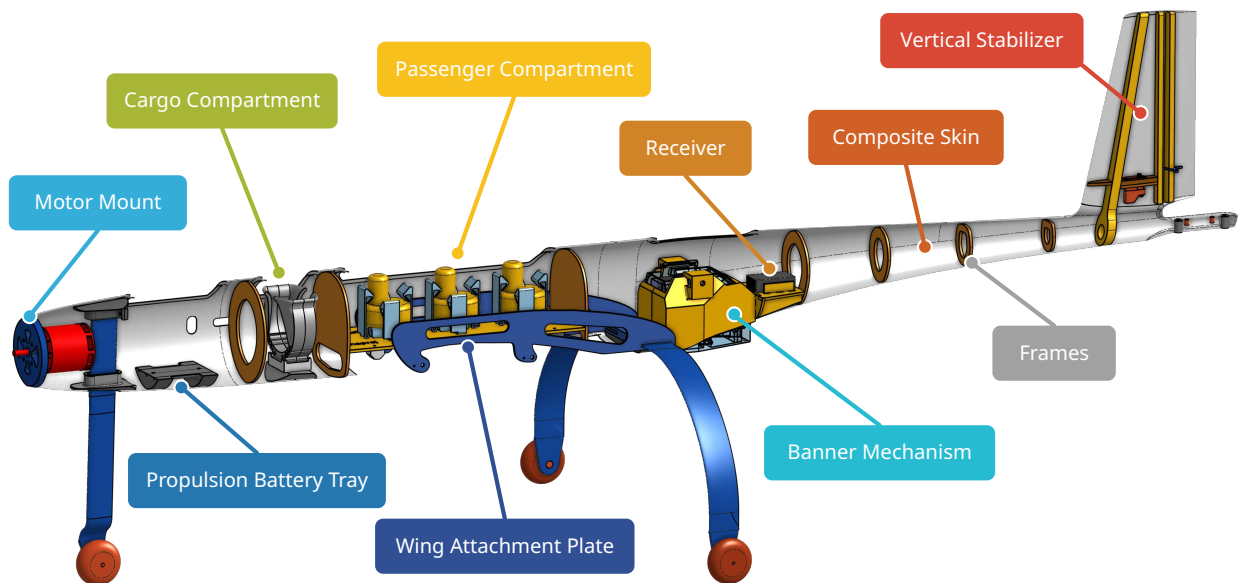 Vertical Stabilizer
Passenger Compartment
Cargo Compartment
Receiver
Composite Skin
Motor Mount
Frames
Banner Mechanism
Propulsion Battery Tray
Wing Attachment Plate